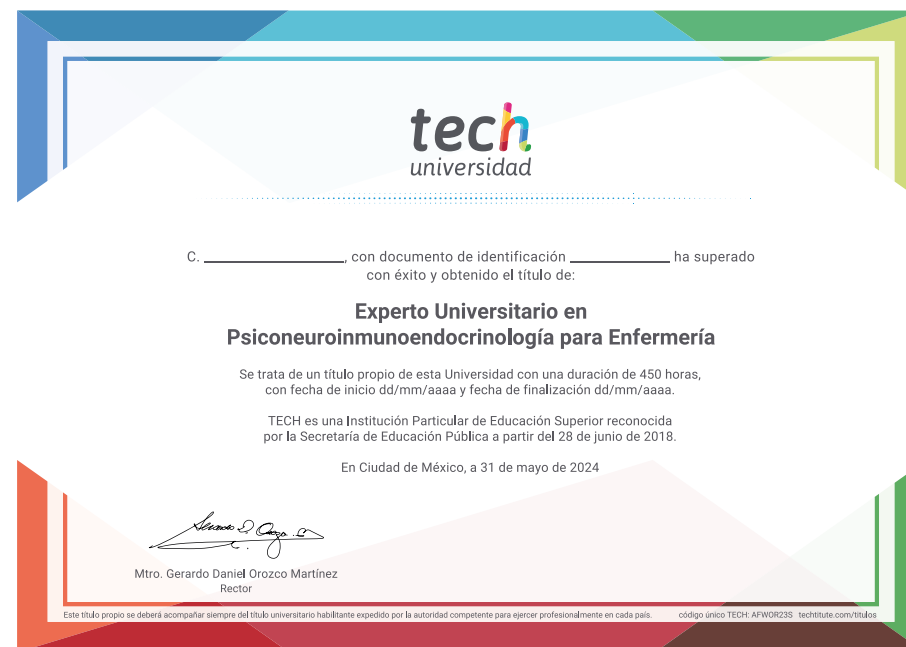 tech
universidad
C. ____________, con documento de identificación ____________ ha superado
con éxito y obtenido el título de:
Experto Universitario en
Psiconeuroinmunoendocrinología para Enfermería
Se trata de un título propio de esta Universidad con una duración de 450 horas,
con fecha de inicio dd/mm/aaaa y fecha de finalización dd/mm/aaaa.
TECH es una Institución Particular de Educación Superior reconocida
por la Secretaría de Educación Pública a partir del 28 de junio de 2018.
En Ciudad de México, a 31 de mayo de 2024
Mtro. Gerardo Daniel Orozco Martínez
Rector
Este título propio se deberá acompañar siempre del título universitario habilitante expedido por la autoridad competente para ejercer profesionalmente en cada país. código único TECH: AFWOR23S techtitute.com/titulos